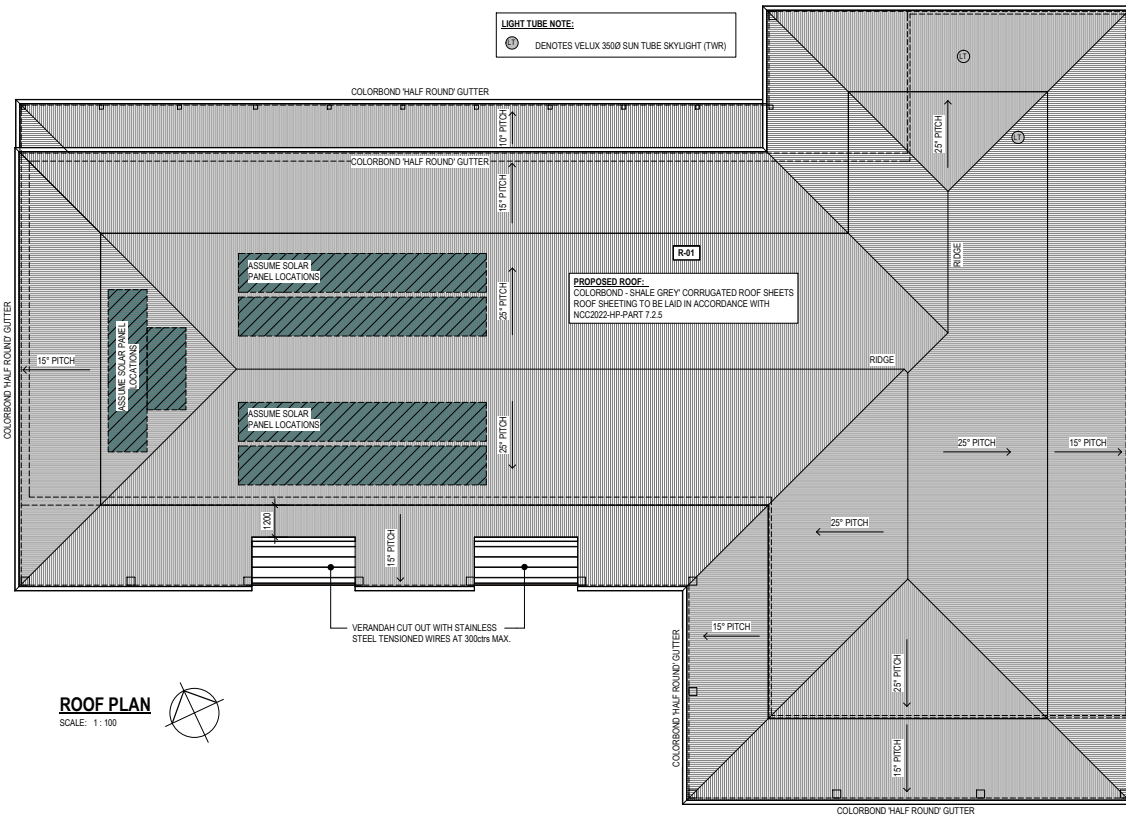 LIGHT TUBE NOTE:
LT DENOTES VELUX 350Ø SUN TUBE SKYLIGHT (TWR)
LT
COLORBOND 'HALF ROUND' GUTTER
10° PITCH
25° PITCH
LT
COLORBOND 'HALF ROUND' GUTTER
15° PITCH
R-01
RIDGE
ASSUME SOLAR
PANEL LOCATIONS
25° PITCH
PROPOSED ROOF:
COLORBOND - SHALE GREY' CORRUGATED ROOF SHEETS
ROOF SHEETING TO BE LAID IN ACCORDANCE WITH
NCC2022-HP-PART 7.2.5
COLORBOND 'HALF ROUND' GUTTER
15° PITCH
ASSUME SOLAR PANEL
LOCATIONS
RIDGE
ASSUME SOLAR
PANEL LOCATIONS
25° PITCH
25° PITCH
15° PITCH
1200
15° PITCH
25° PITCH
VERANDAH CUT OUT WITH STAINLESS
STEEL TENSIONED WIRES AT 300ctrs MAX.
15° PITCH
COLORBOND 'HALF ROUND' GUTTER
25° PITCH
ROOF PLAN
SCALE: 1 : 100
15° PITCH
COLORBOND 'HALF ROUND' GUTTER